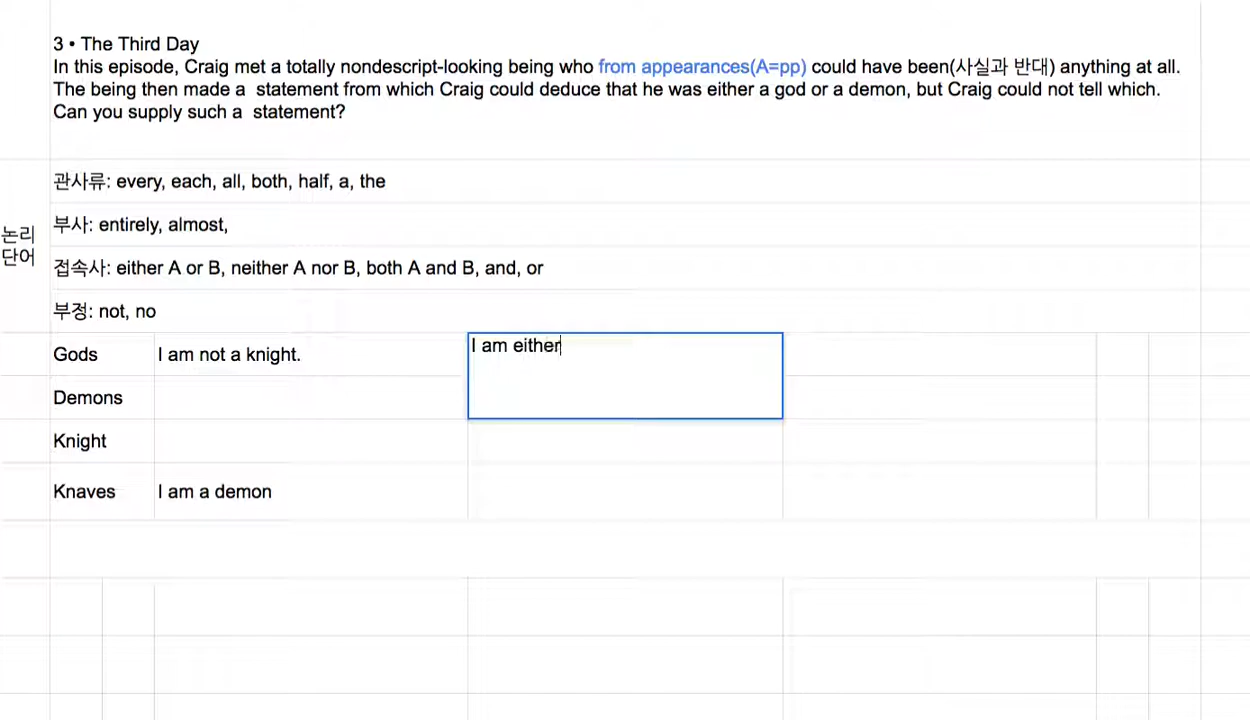 3 • The Third Day
In this episode, Craig met a totally nondescript-looking being who from appearances(A=pp) could have been(사실과 반대) anything at all.
The being then made a  statement from which Craig could deduce that he was either a god or a demon, but Craig could not tell which.
Can you supply such a  statement?
관사류: every, each, all, both, half, a, the
논리
단어
부사: entirely, almost,
접속사: either A or B, neither A nor B, both A and B, and, or
부정: not, no
Gods I am not a knight. I am either
Demons
Knight
Knaves I am a demon